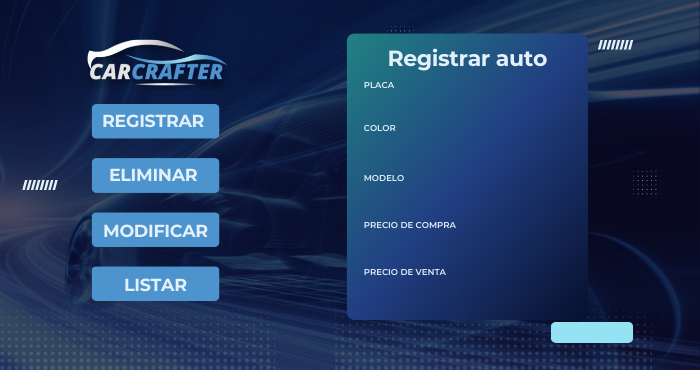 CARCRAFTER
REGISTRAR
ELIMINAR
MODIFICAR
LISTAR
Registrar auto
PLACA
COLOR
MODELO
PRECIO DE COMPRA
PRECIO DE VENTA